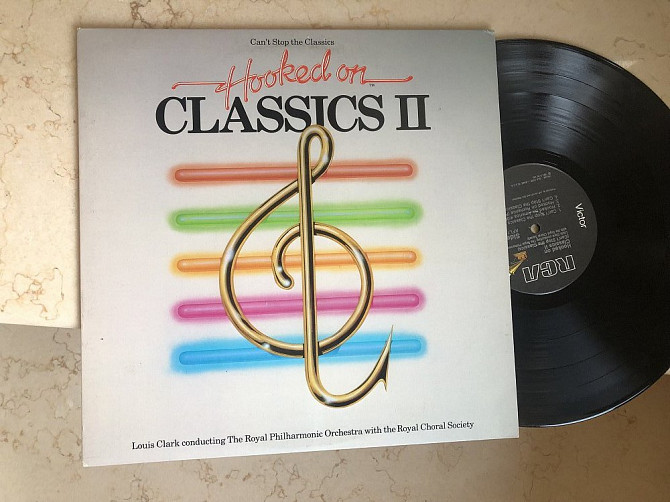 Can't Stop the Classics
Hooked on
CLASSICS II
Louis Clark conducting The Royal Philharmonic Orchestra with the Royal Choral Society
Victor
RCA